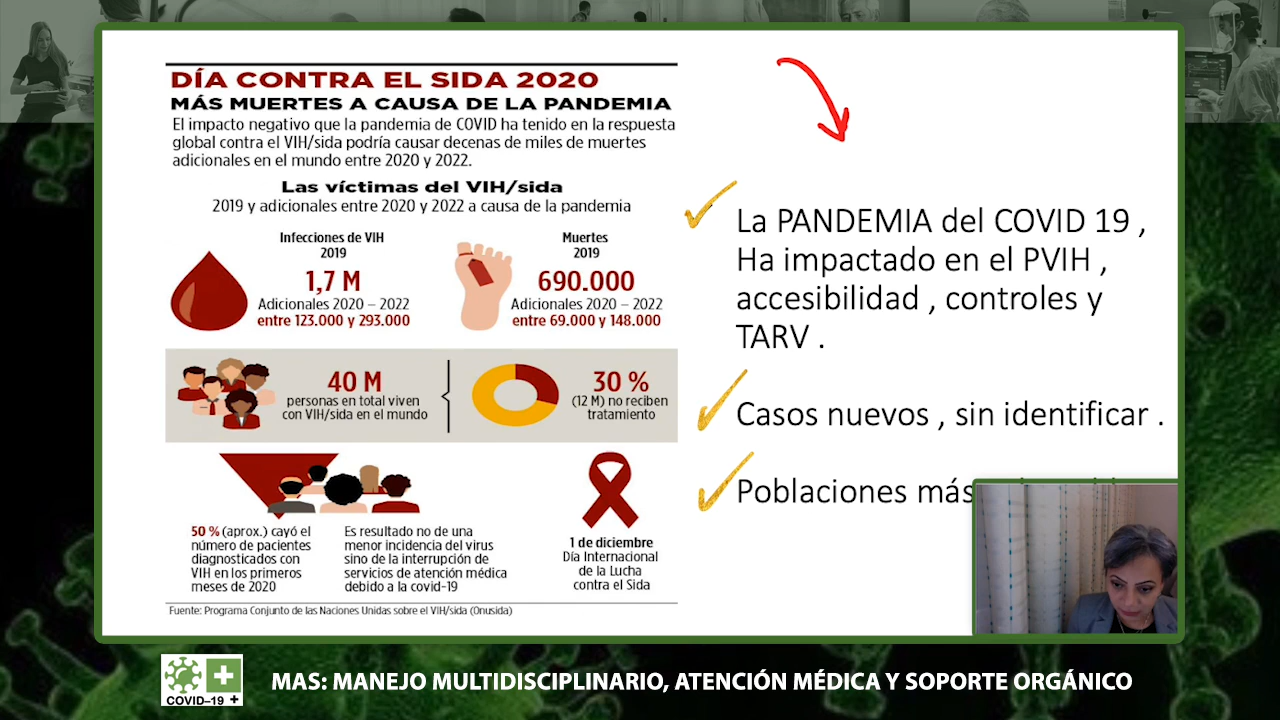 DÍA CONTRA EL SIDA 2020
MÁS MUERTES A CAUSA DE LA PANDEMIA
El impacto negativo que la pandemia de COVID ha tenido en la respuesta
global contra el VIH/sida podría causar decenas de miles de muertes
adicionales en el mundo entre 2020 y 2022.
Las víctimas del VIH/sida
2019 y adicionales entre 2020 y 2022 a causa de la pandemia
Infecciones de VIH
2019
1,7 M
Adicionales 2020 – 2022
entre 123.000 y 293.000
Muertes
2019
690.000
Adicionales 2020 – 2022
entre 69.000 y 148.000
40 M
personas en total viven
con VIH/sida en el mundo
30 %
(12 M) no reciben
tratamiento
50 % (aprox.) cayó el
número de pacientes
diagnosticados con
VIH en los primeros
meses de 2020
Es resultado no de una
menor incidencia del virus
sino de la interrupción de
servicios de atención médica
debido a la covid-19
1 de diciembre
Día Internacional
de la Lucha
contra el Sida
Fuente: Programa Conjunto de las Naciones Unidas sobre el VIH/sida (Onusida)
La PANDEMIA del COVID 19 ,
Ha impactado en el PVIH ,
accesibilidad , controles y
TARV .
Casos nuevos , sin identificar .
Poblaciones más
COVID–19 +
MAS: MANEJO MULTIDISCIPLINARIO, ATENCIÓN MÉDICA Y SOPORTE ORGÁNICO